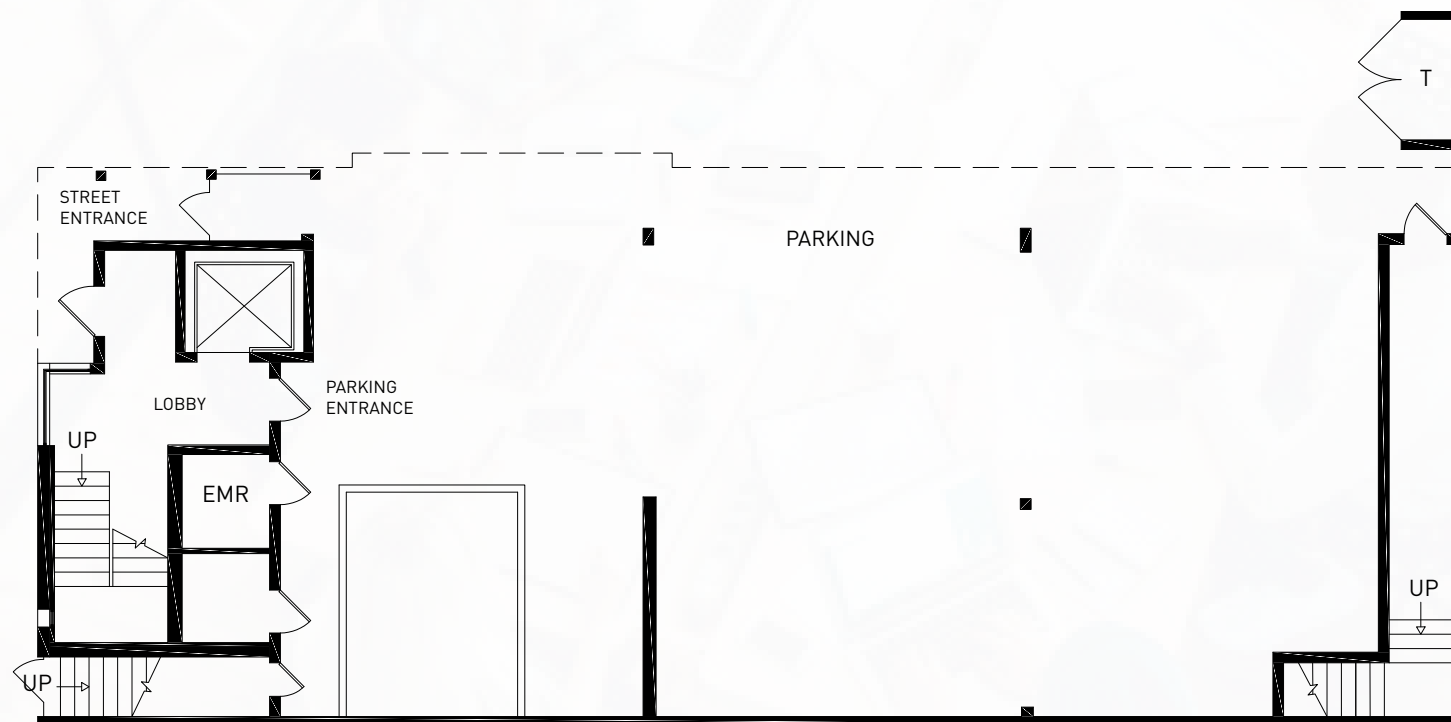 T
STREET
ENTRANCE
PARKING
PARKING
ENTRANCE
LOBBY
UP
EMR
UP
UP